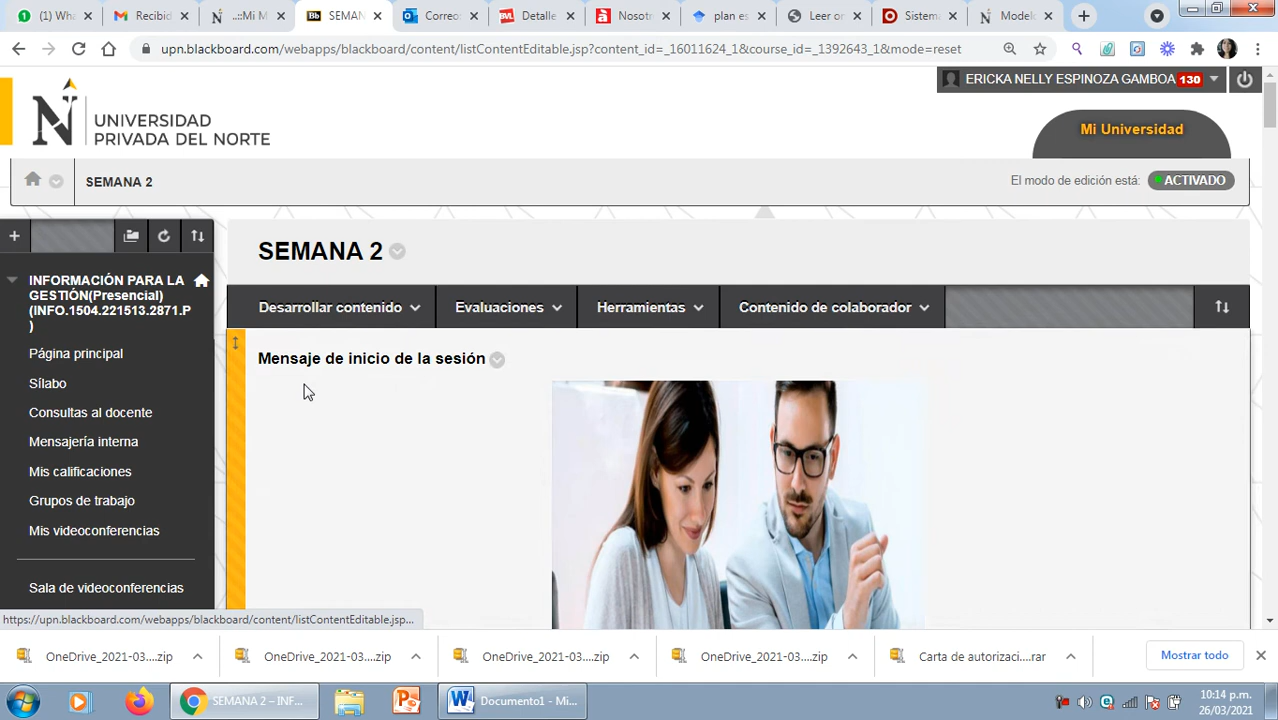 (1) Wha
Recibid
..::Mi M
SEMAN
Correo
Detalle
Nosotr
plan es
Leer or
Sistema
Modelo
upn.blackboard.com/webapps/blackboard/content/listContentEditable.jsp?content_id=_16011624_1&course_id=_1392643_1&mode=reset
ERICKA NELLY ESPINOZA GAMBOA 130
UNIVERSIDAD
PRIVADA DEL NORTE
Mi Universidad
SEMANA 2
El modo de edición está: ACTIVADO
SEMANA 2
INFORMACIÓN PARA LA
GESTIÓN(Presencial)
(INFO.1504.221513.2871.P
)
Desarrollar contenido
Evaluaciones
Herramientas
Contenido de colaborador
Página principal
Mensaje de inicio de la sesión
Sílabo
Consultas al docente
Mensajería interna
Mis calificaciones
Grupos de trabajo
Mis videoconferencias
Sala de videoconferencias
https://upn.blackboard.com/webapps/blackboard/content/listContentEditable.jsp...
OneDrive_2021-03....zip
OneDrive_2021-03....zip
OneDrive_2021-03....zip
OneDrive_2021-03....zip
Carta de autorizaci....rar
Mostrar todo
SEMANA 2 – INF...
Documento1 - Mi...
10:14 p.m.
26/03/2021